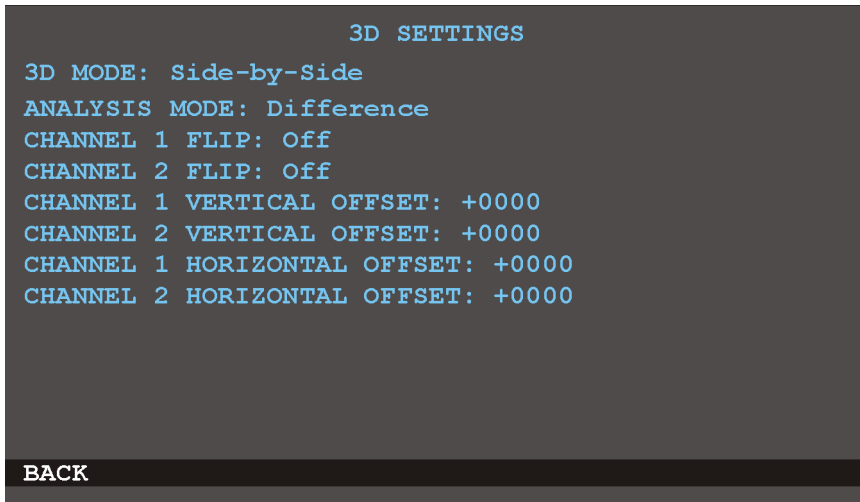 3D SETTINGS
3D MODE: Side-by-Side
ANALYSIS MODE: Difference
CHANNEL 1 FLIP: Off
CHANNEL 2 FLIP: Off
CHANNEL 1 VERTICAL OFFSET: +0000
CHANNEL 2 VERTICAL OFFSET: +0000
CHANNEL 1 HORIZONTAL OFFSET: +0000
CHANNEL 2 HORIZONTAL OFFSET: +0000
BACK